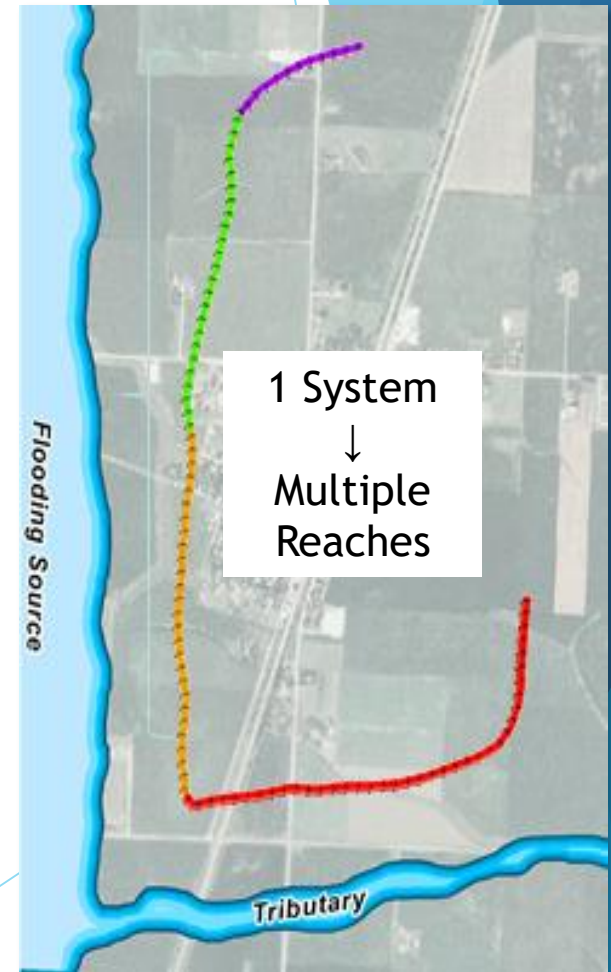 1 System
↓
Multiple
Reaches
Flooding Source
Tributary